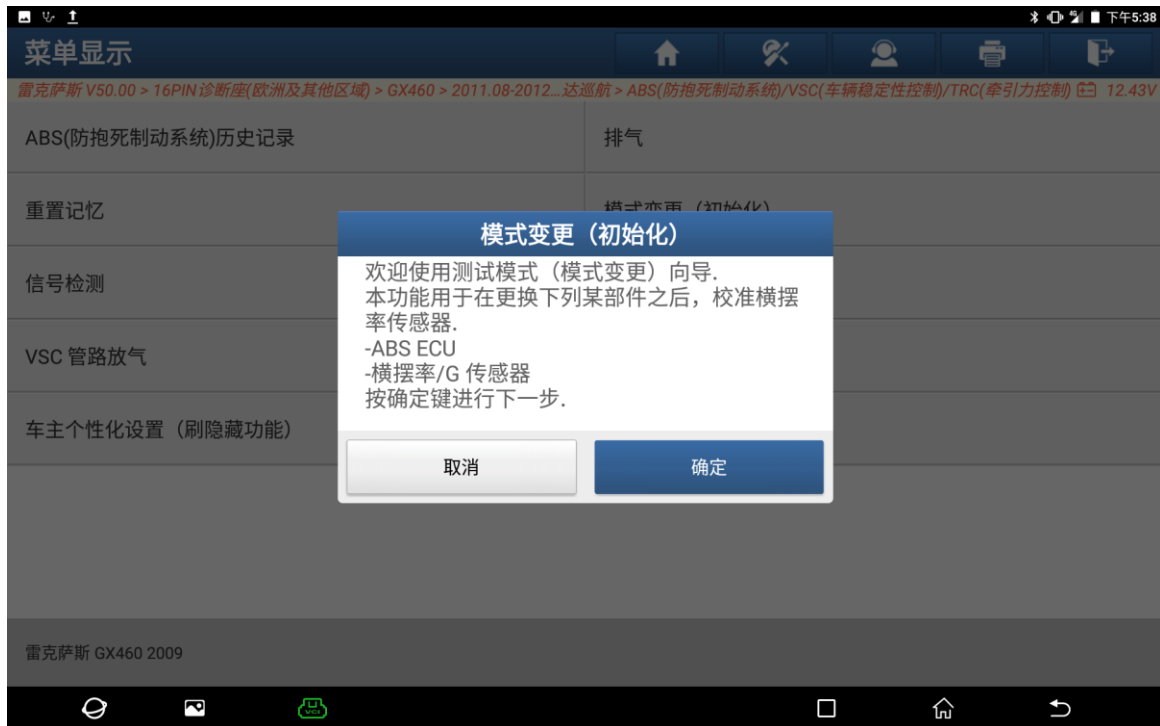 下午5:38
菜单显示
雷克萨斯 V50.00 > 16PIN诊断座(欧洲及其他区域) > GX460 > 2011.08-2012...达巡航 > ABS(防抱死制动系统)/VSC(车辆稳定性控制)/TRC(牵引力控制) 12.43V
ABS(防抱死制动系统)历史记录
排气
重置记忆
模式变更（初始化）
信号检测
VSC 管路放气
车主个性化设置（刷隐藏功能）
模式变更（初始化）
欢迎使用测试模式（模式变更）向导.
本功能用于在更换下列某部件之后，校准横摆
率传感器.
-ABS ECU
-横摆率/G 传感器
按确定键进行下一步.
取消
确定
雷克萨斯 GX460 2009
VCI